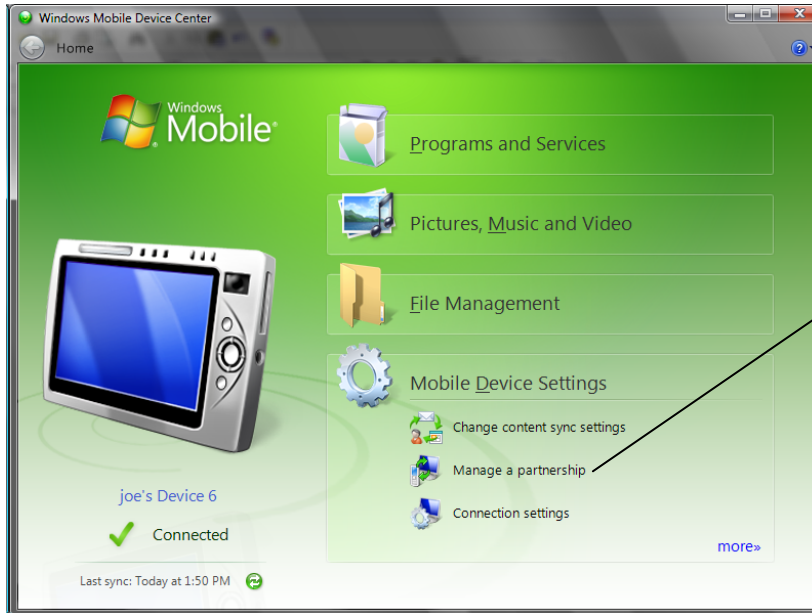 Windows Mobile Device Center
Home
Windows
Mobile
Programs and Services
Pictures, Music and Video
File Management
Mobile Device Settings
Change content sync settings
Manage a partnership
Connection settings
more»
joe's Device 6
Connected
Last sync: Today at 1:50 PM